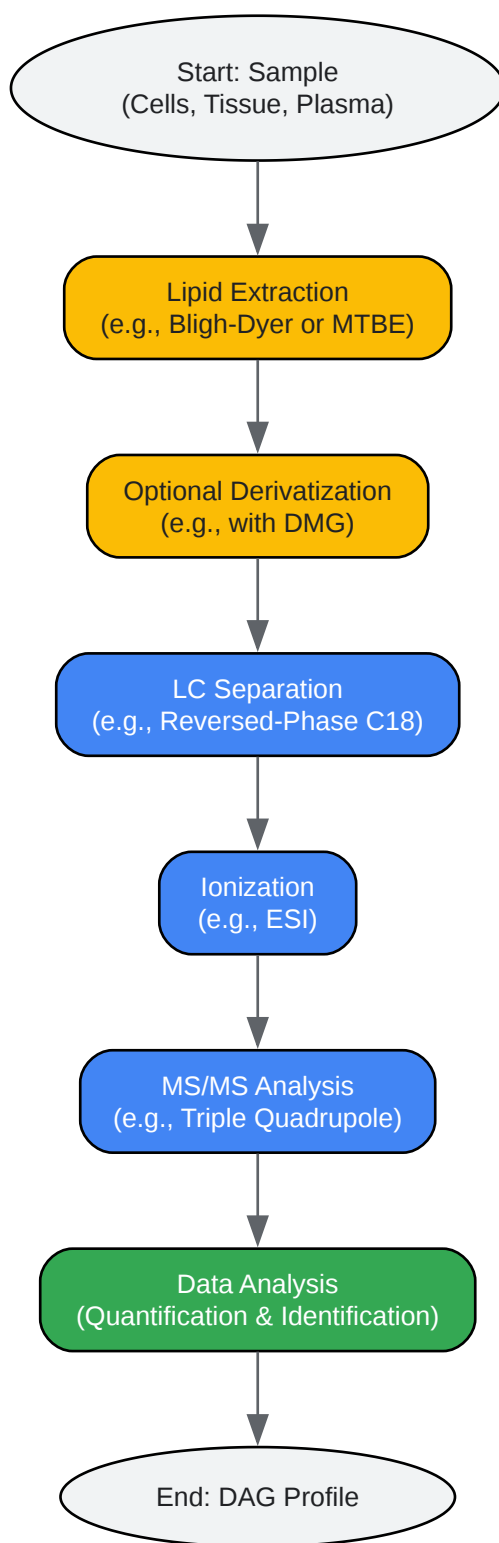 Start: Sample
(Cells, Tissue, Plasma)
Lipid Extraction
(e.g., Bligh-Dyer or MTBE)
Optional Derivatization
(e.g., with DMG)
LC Separation
(e.g., Reversed-Phase C18)
Ionization
(e.g., ESI)
MS/MS Analysis
(e.g., Triple Quadrupole)
Data Analysis
(Quantification & Identification)
End: DAG Profile